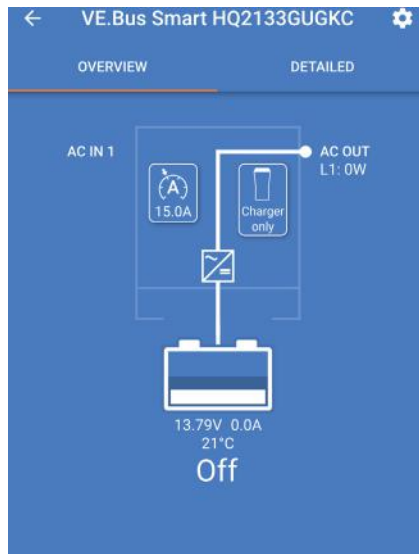 VE.Bus Smart HQ2133GUGKC
OVERVIEW
DETAILED
AC IN 1
AC OUT
L1: 0W
A
15.0A
Charger
only
13.79V 0.0A
21°C
Off